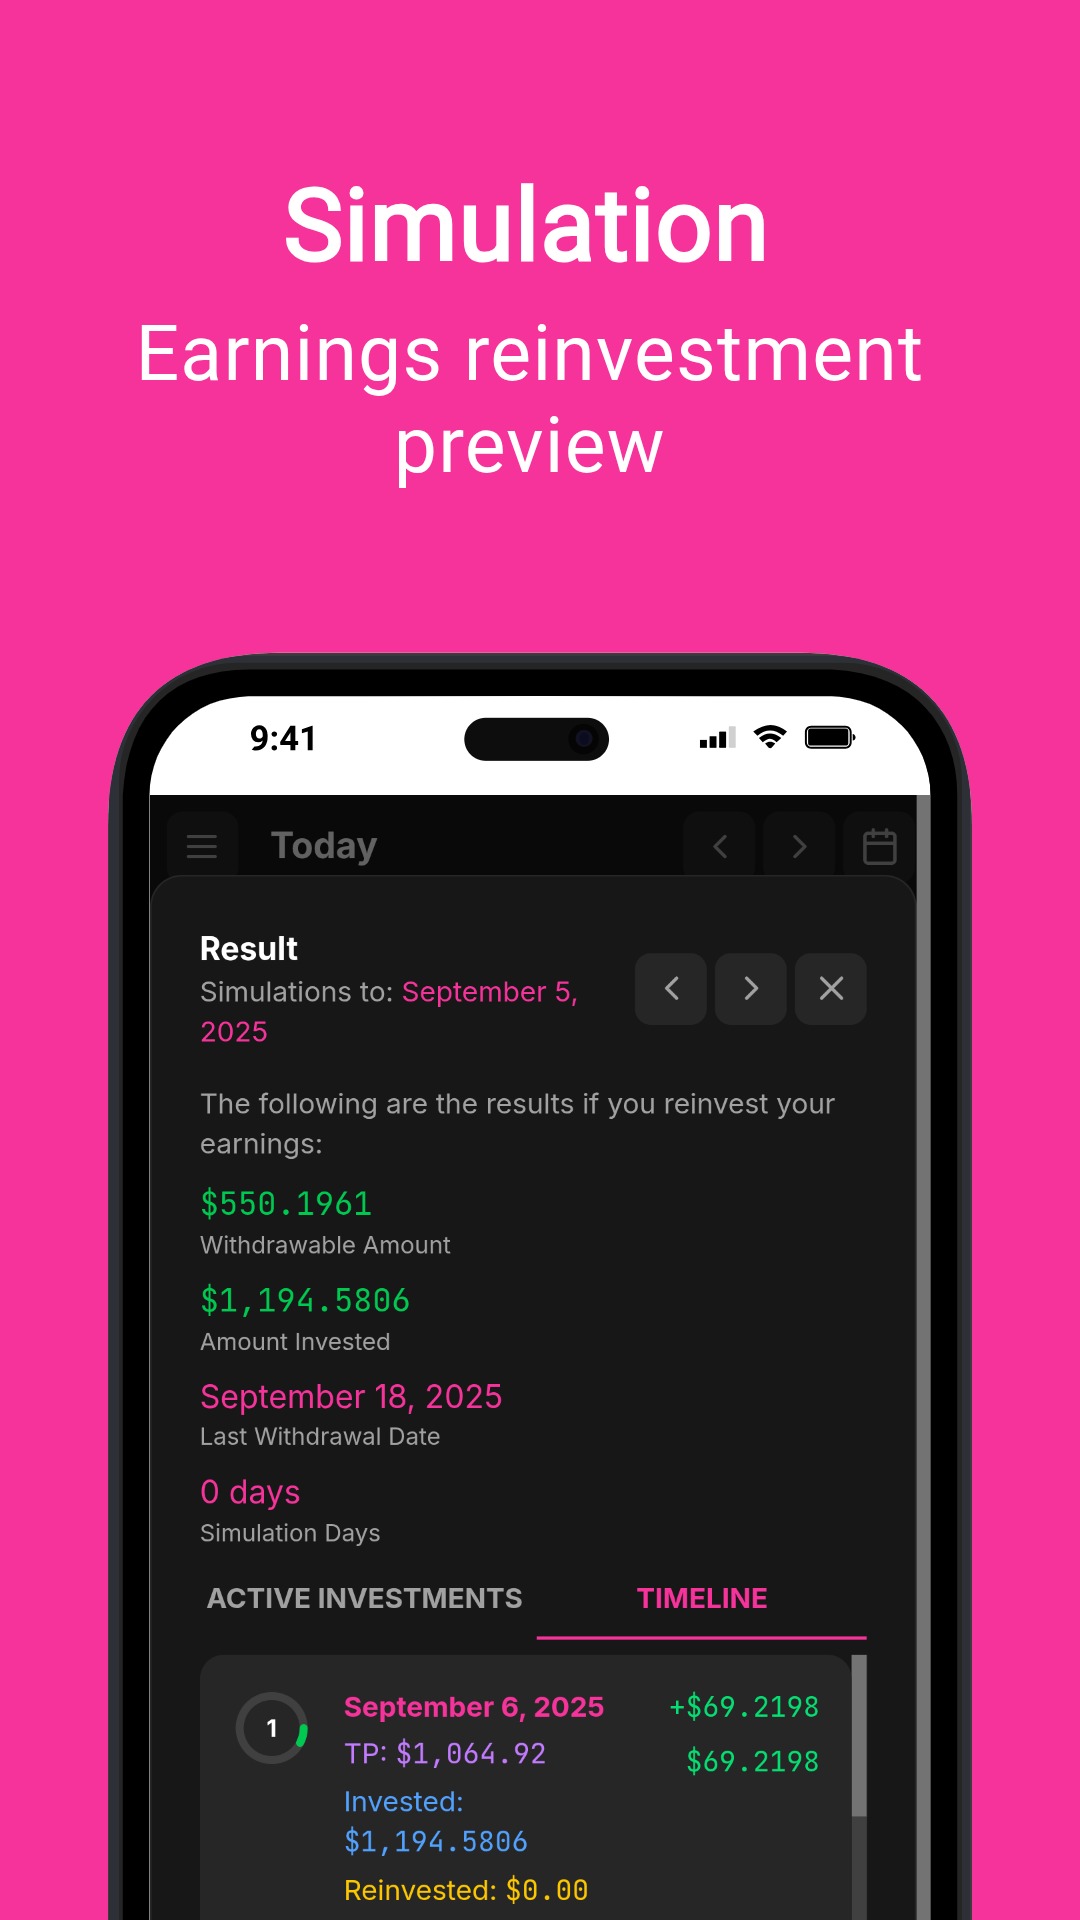 Simulation
Earnings reinvestment
preview
9:41
Today
Result
Simulations to: September 5,
2025
The following are the results if you reinvest your
earnings:
$550.1961
Withdrawable Amount
$1,194.5806
Amount Invested
September 18, 2025
Last Withdrawal Date
0 days
Simulation Days
ACTIVE INVESTMENTS TIMELINE
1 September 6, 2025 +$69.2198
TP: $1,064.92 $69.2198
Invested:
$1,194.5806
Reinvested: $0.00